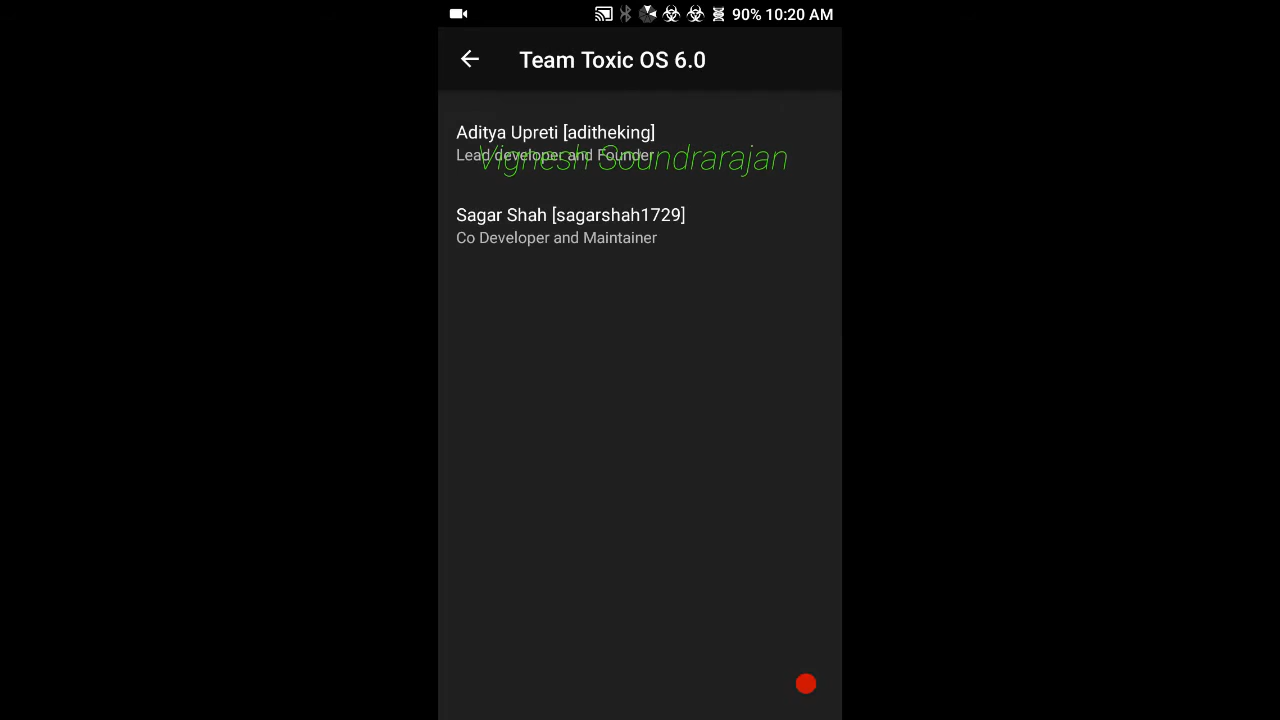 90% 10:20 AM
Team Toxic OS 6.0
Aditya Upreti [aditheking]
Lead developer and Founder
Vignesh Soundrarajan
Sagar Shah [sagarshah1729]
Co Developer and Maintainer